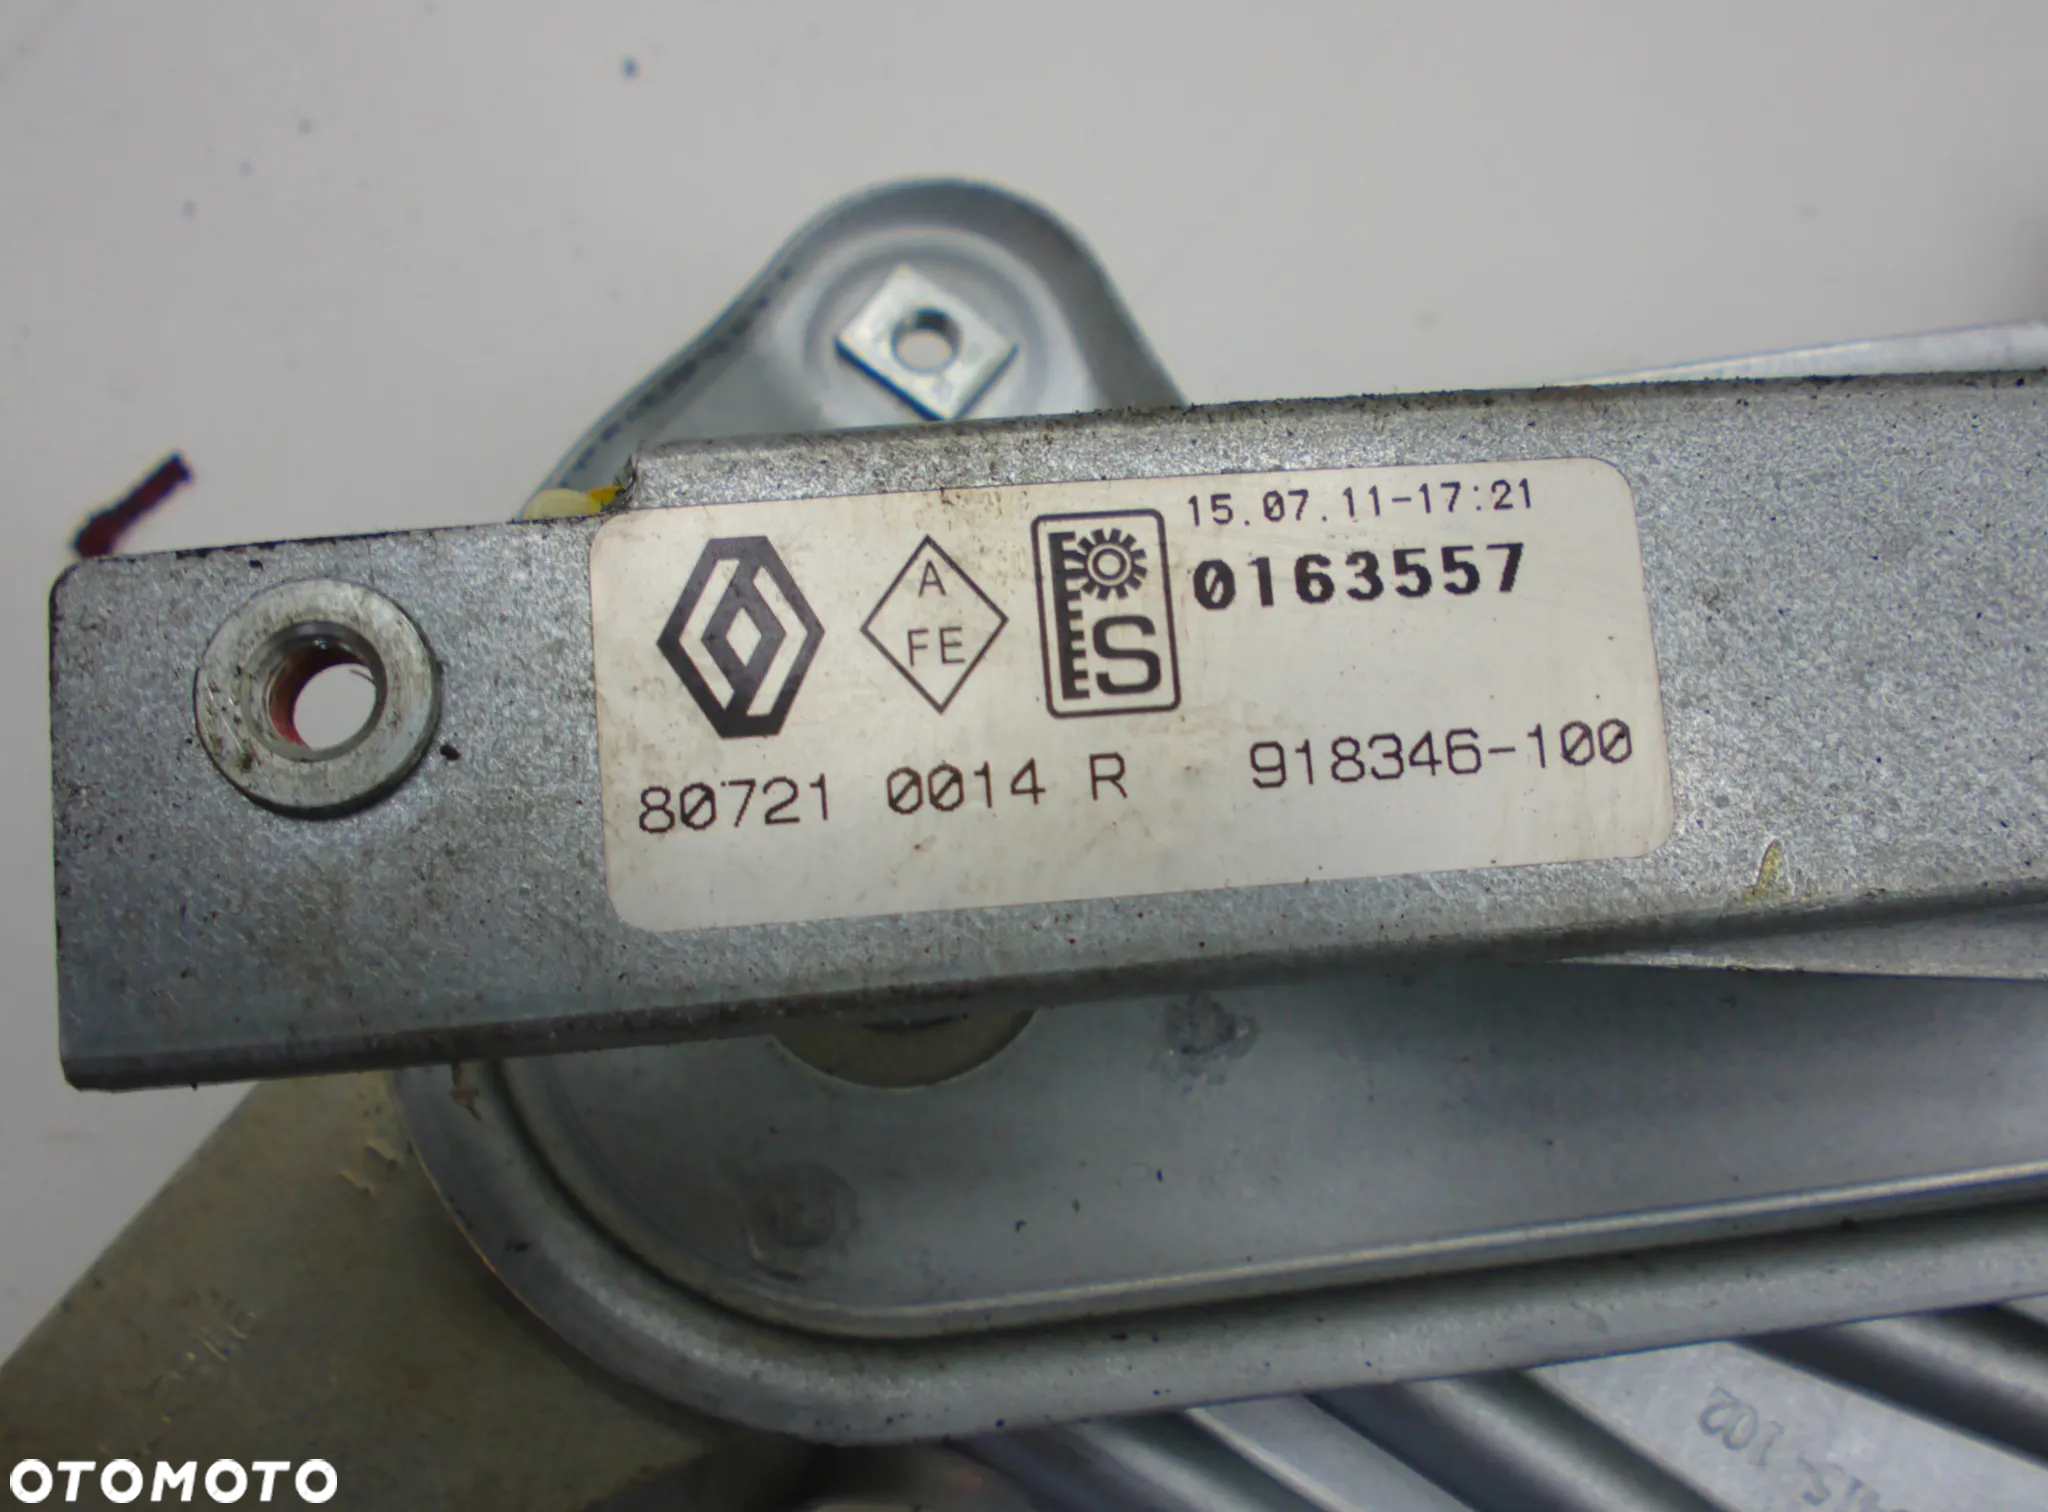 15.07.11-17:21
0163557
A
FE
S
80721 0014 R 918346-100
OTOMOTO